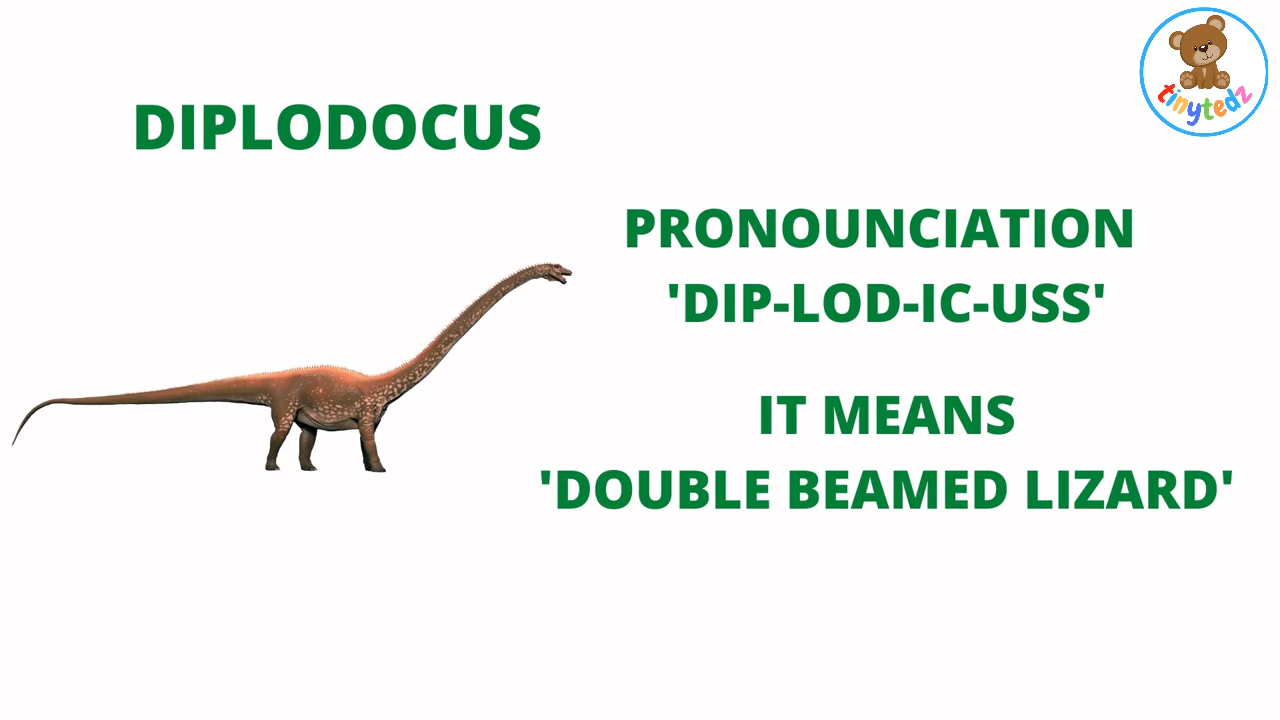 tinytedz
DIPLODOCUS
PRONOUNCIATION
'DIP-LOD-IC-USS'
IT MEANS
'DOUBLE BEAMED LIZARD'